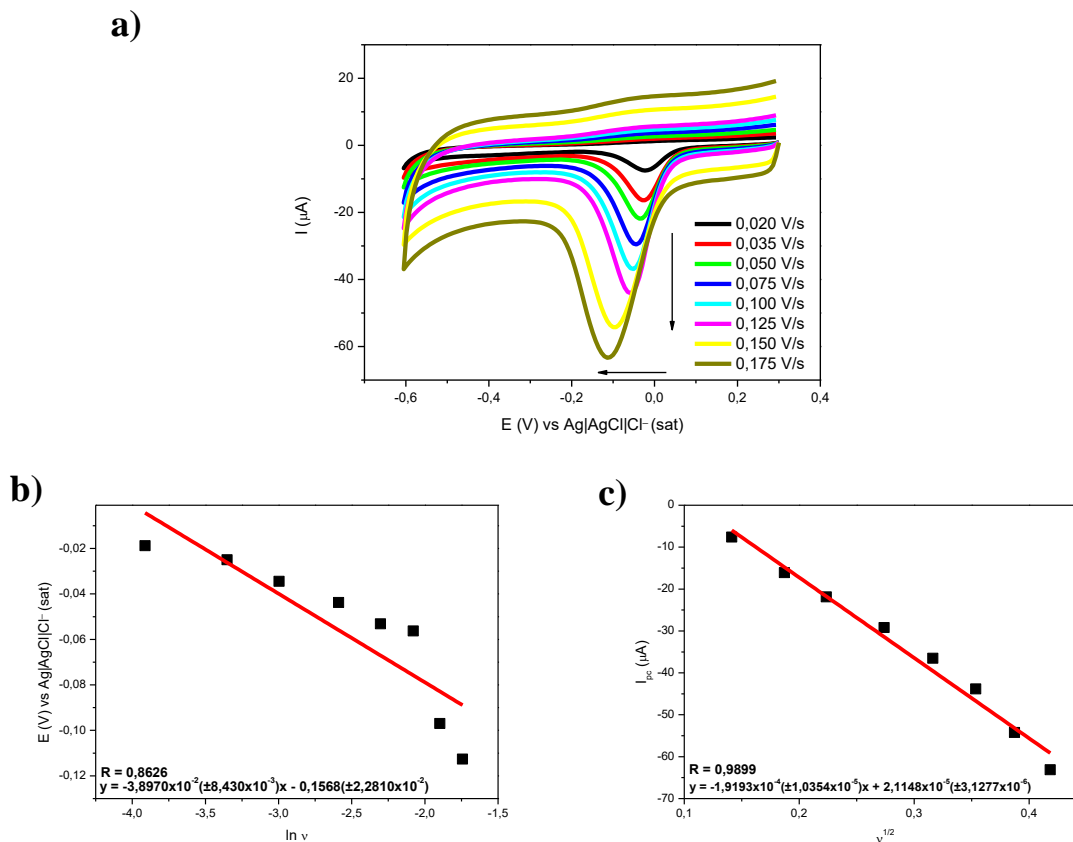 a)
20
0
-20
-40
-60
I (µA)
-0,6
-0,4
-0,2
0,0
0,2
0,4
E (V) vs Ag|AgCl|Cl⁻ (sat)
0,020 V/s
0,035 V/s
0,050 V/s
0,075 V/s
0,100 V/s
0,125 V/s
0,150 V/s
0,175 V/s
b)
-0,02
-0,04
-0,06
-0,08
-0,10
-0,12
E (V) vs Ag|AgCl|Cl⁻ (sat)
R = 0,8626
y = -3,8970x10⁻²(±8,430x10⁻³)x - 0,1568(±2,2810x10⁻²)
-4,0
-3,5
-3,0
-2,5
-2,0
-1,5
ln ν
c)
0
-10
-20
-30
-40
-50
-60
-70
Iₚc (µA)
R = 0,9899
y = -1,9193x10⁻⁴(±1,0354x10⁻⁵)x + 2,1148x10⁻⁵(±3,1277x10⁻⁶)
0,1
0,2
0,3
0,4
ν¹/²